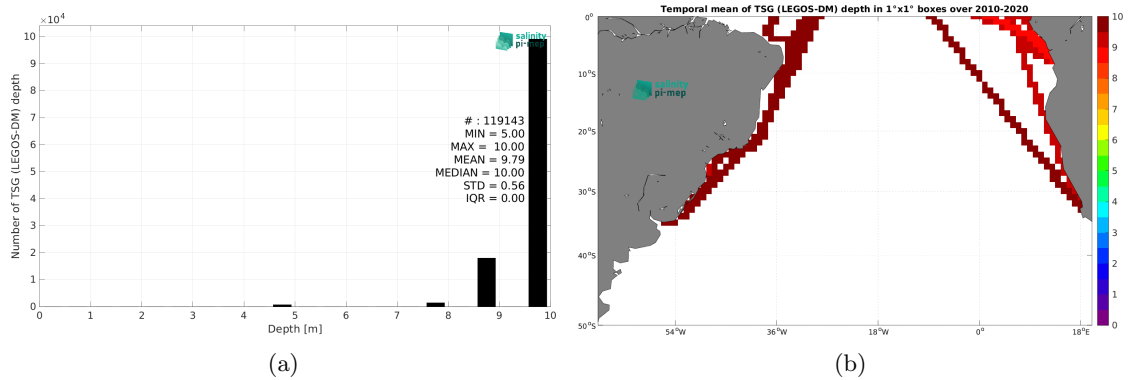 ×10⁴
10
9
8
7
6
5
4
3
2
1
0
Number of TSG (LEGOS-DM) depth
salinity
pi-mep
# : 119143
MIN = 5.00
MAX = 10.00
MEAN = 9.79
MEDIAN = 10.00
STD = 0.56
IQR = 0.00
0 1 2 3 4 5 6 7 8 9 10
Depth [m]
(a)
Temporal mean of TSG (LEGOS-DM) depth in 1°x1° boxes over 2010-2020
0°
10°S
20°S
30°S
40°S
50°S
salinity
pi-mep
54°W 36°W 18°W 0° 18°E
10
9
8
7
6
5
4
3
2
1
0
(b)